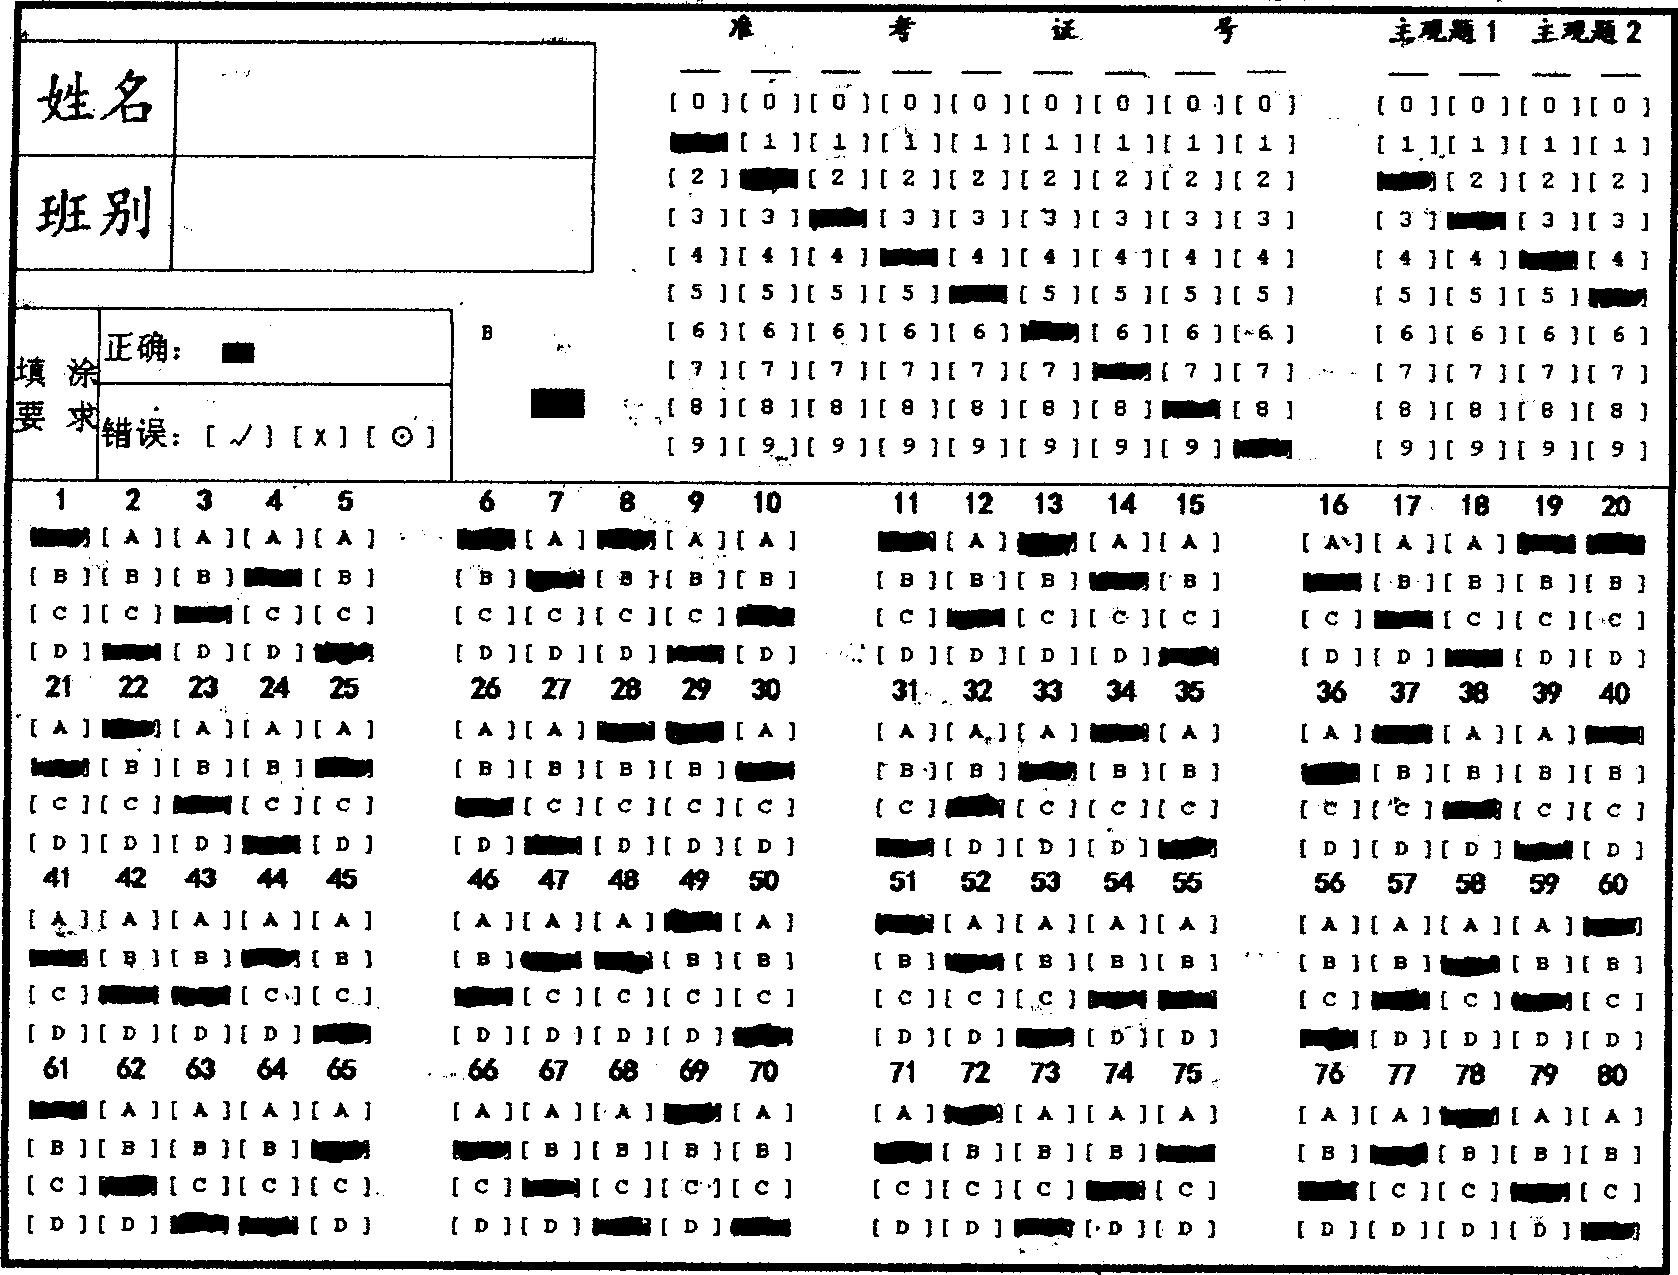 准 考 证 号 主观题1 主观题2
姓名
班别
[0][0][0][0][0][0][0][0][0] [0][0][0][0]
[1][1][1][1][1][1][1][1] [1][1][1][1]
[2][2][2][2][2][2][2][2] [2][2][2]
[3][3][3][3][3][3][3][3] [3][3][3]
[4][4][4][4][4][4][4][4] [4][4][4]
[5][5][5][5][5][5][5][5] [5][5][5]
[6][6][6][6][6][6][6][6] [6][6][6][6]
[7][7][7][7][7][7][7][7] [7][7][7][7]
[8][8][8][8][8][8][8][8] [8][8][8][8]
[9][9][9][9][9][9][9][9] [9][9][9][9]
填涂
要求
正确：
错误：[✓][x][⊙]
B
1 2 3 4 5 6 7 8 9 10 11 12 13 14 15 16 17 18 19 20
[A][A][A][A] [A][A][A] [A][A][A] [A][A][A]
[B][B][B][B] [B][B][B][B] [B][B][B][B] [B][B][B][B]
[C][C][C][C] [C][C][C][C] [C][C][C][C] [C][C][C][C]
[D][D][D] [D][D][D][D] [D][D][D][D] [D][D][D][D]
21 22 23 24 25 26 27 28 29 30 31 32 33 34 35 36 37 38 39 40
[A][A][A][A] [A][A][A] [A][A][A][A] [A][A][A]
[B][B][B] [B][B][B][B] [B][B][B][B] [B][B][B][B]
[C][C][C][C] [C][C][C][C] [C][C][C][C] [C][C][C][C]
[D][D][D][D] [D][D][D][D] [D][D][D] [D][D][D][D]
41 42 43 44 45 46 47 48 49 50 51 52 53 54 55 56 57 58 59 60
[A][A][A][A][A] [A][A][A][A] [A][A][A][A] [A][A][A][A]
[B][B][B] [B][B][B] [B][B][B][B] [B][B][B][B]
[C][C][C] [C][C][C][C] [C][C][C] [C][C][C]
[D][D][D][D] [D][D][D][D] [D][D][D][D] [D][D][D][D]
61 62 63 64 65 66 67 68 69 70 71 72 73 74 75 76 77 78 79 80
[A][A][A][A] [A][A][A][A] [A][A][A][A] [A][A][A][A]
[B][B][B][B] [B][B][B][B] [B][B][B] [B][B][B][B]
[C][C][C][C] [C][C][C][C] [C][C][C][C] [C][C][C]
[D][D][D] [D][D][D] [D][D][D][D] [D][D][D][D]